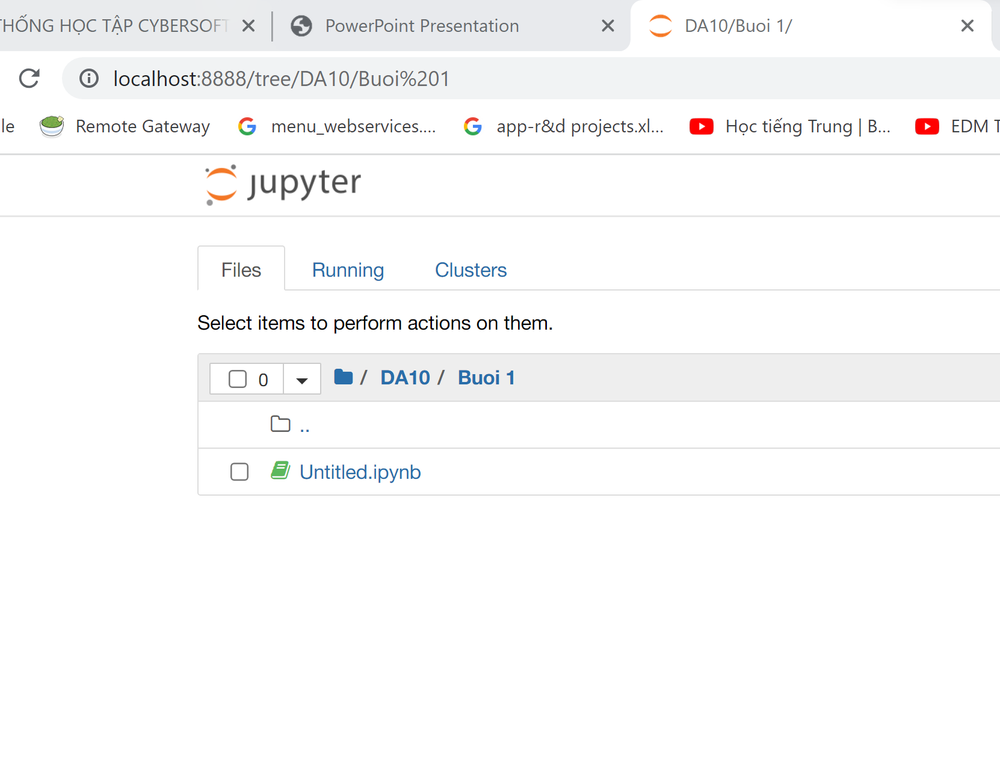 THỐNG HỌC TẬP CYBERSOFT PowerPoint Presentation DA10/Buoi 1/
localhost:8888/tree/DA10/Buoi%201
le Remote Gateway menu_webservices.... app-r&d projects.xl... Học tiếng Trung | B... EDM T
jupyter
Files Running Clusters
Select items to perform actions on them.
0 / DA10 / Buoi 1
..
Untitled.ipynb